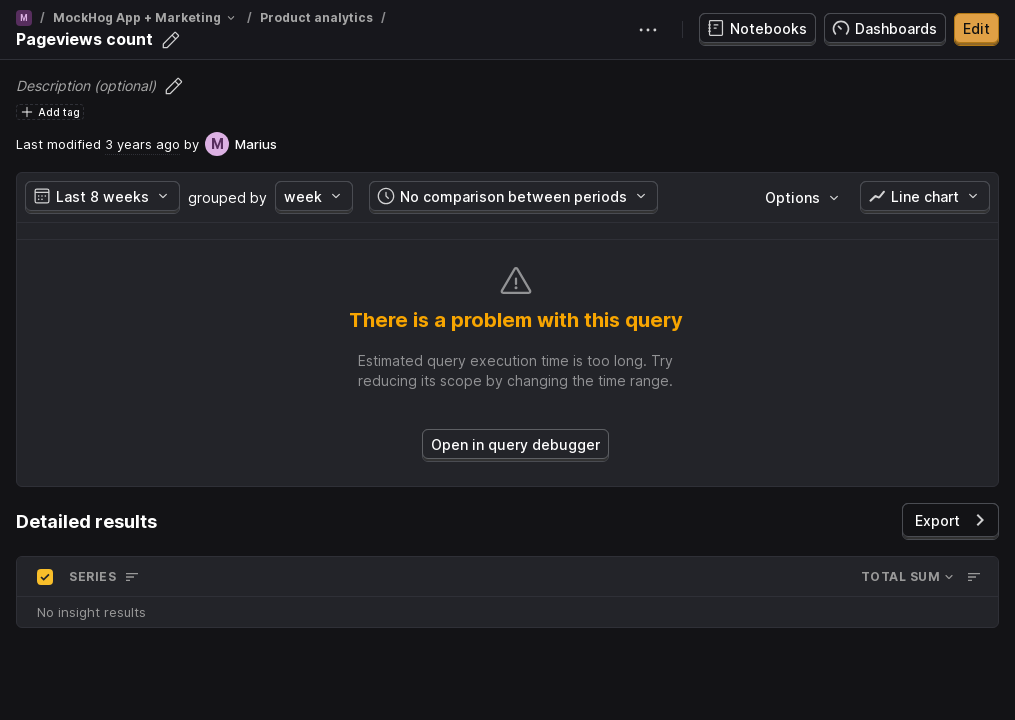 M / MockHog App + Marketing / Product analytics /
Pageviews count
Notebooks
Dashboards
Edit
Description (optional)
Add tag
Last modified 3 years ago by M Marius
Last 8 weeks grouped by week No comparison between periods Options Line chart
There is a problem with this query
Estimated query execution time is too long. Try
reducing its scope by changing the time range.
Open in query debugger
Detailed results
Export
SERIES TOTAL SUM
No insight results